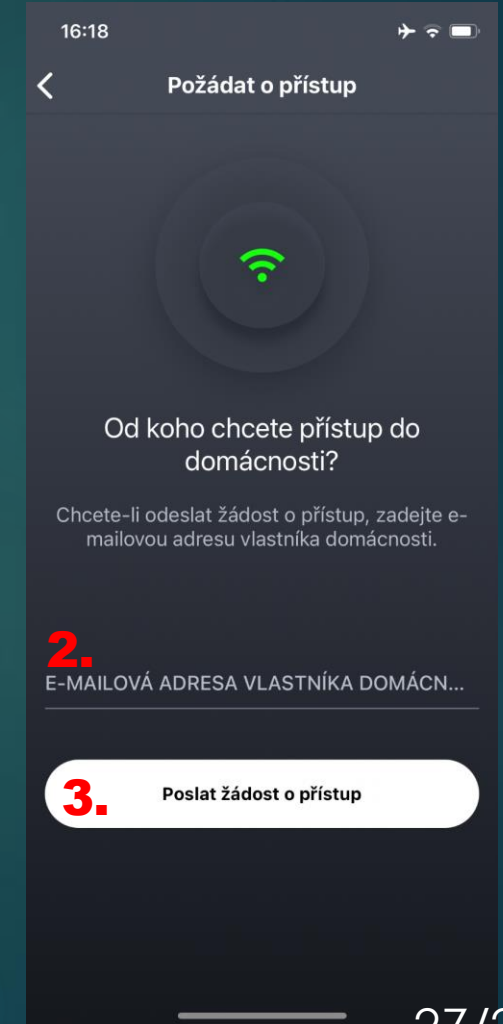 16:18
Požádat o přístup
Od koho chcete přístup do
domácnosti?
Chcete-li odeslat žádost o přístup, zadejte e-
mailovou adresu vlastníka domácnosti.
2.
E-MAILOVÁ ADRESA VLASTNÍKA DOMÁCN...
3. Poslat žádost o přístup